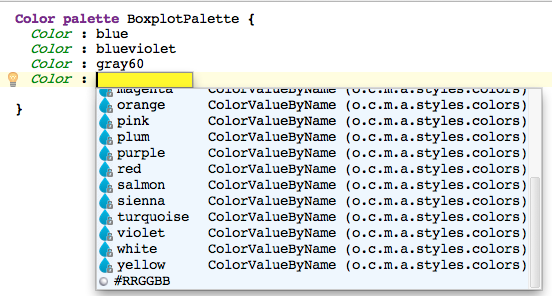 Color palette BoxplotPalette {
Color : blue
Color : blueviolet
Color : gray60
Color :
magenta ColorValueByName (o.c.m.a.styles.colors)
orange ColorValueByName (o.c.m.a.styles.colors)
pink ColorValueByName (o.c.m.a.styles.colors)
plum ColorValueByName (o.c.m.a.styles.colors)
purple ColorValueByName (o.c.m.a.styles.colors)
red ColorValueByName (o.c.m.a.styles.colors)
salmon ColorValueByName (o.c.m.a.styles.colors)
sienna ColorValueByName (o.c.m.a.styles.colors)
turquoise ColorValueByName (o.c.m.a.styles.colors)
violet ColorValueByName (o.c.m.a.styles.colors)
white ColorValueByName (o.c.m.a.styles.colors)
yellow ColorValueByName (o.c.m.a.styles.colors)
#RRGGBB
}